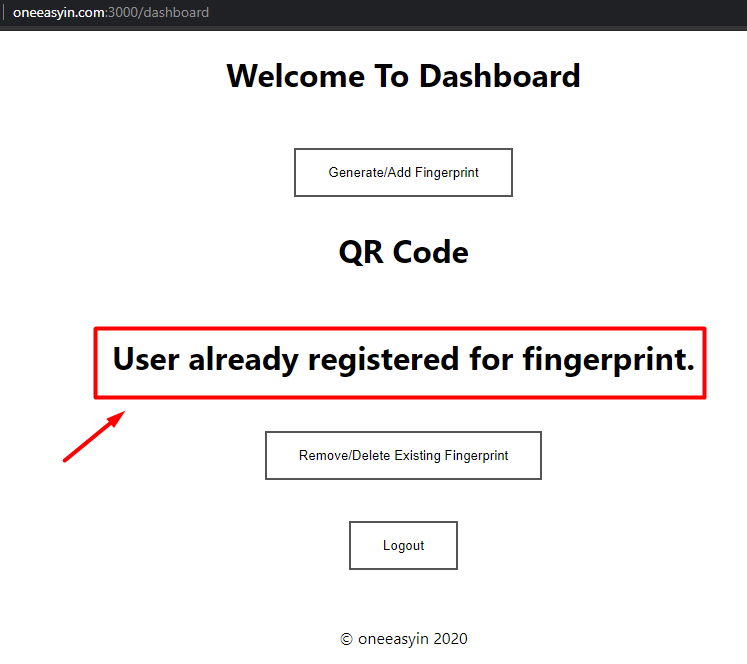 oneeasyin.com:3000/dashboard
Welcome To Dashboard
Generate/Add Fingerprint
QR Code
User already registered for fingerprint.
Remove/Delete Existing Fingerprint
Logout
© oneeasyin 2020